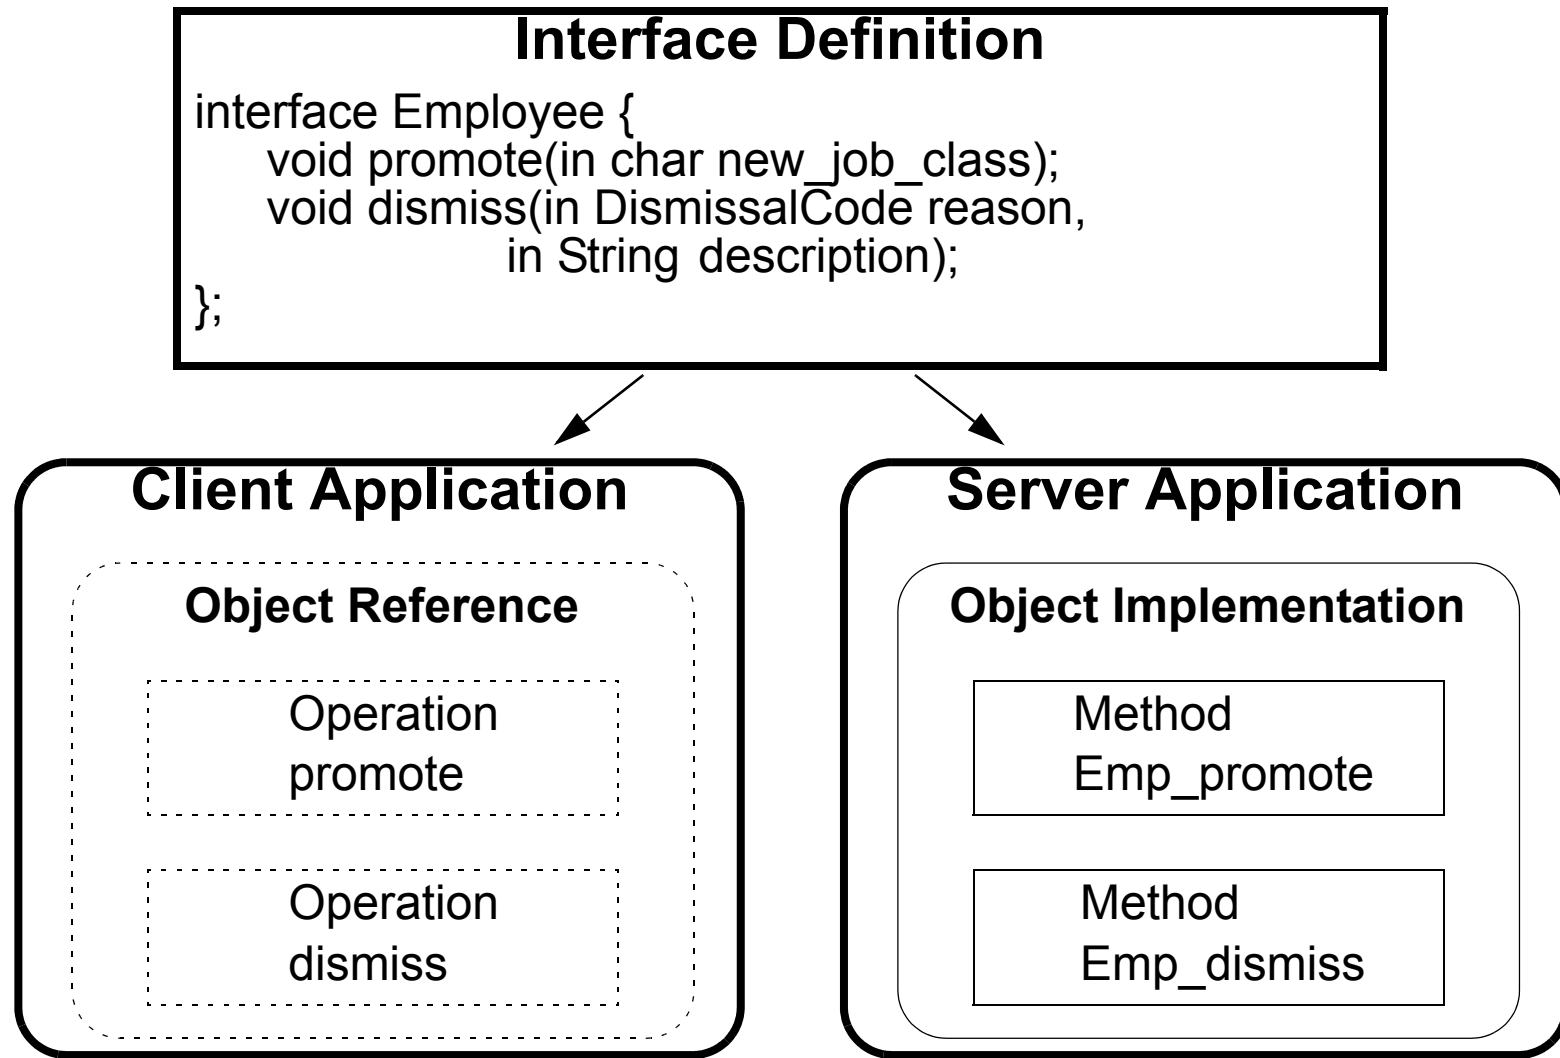 Interface Definition
interface Employee {
void promote(in char new_job_class);
void dismiss(in DismissalCode reason,
in String description);
};
Client Application
Object Reference
Operation
promote
Operation
dismiss
Server Application
Object Implementation
Method
Emp_promote
Method
Emp_dismiss